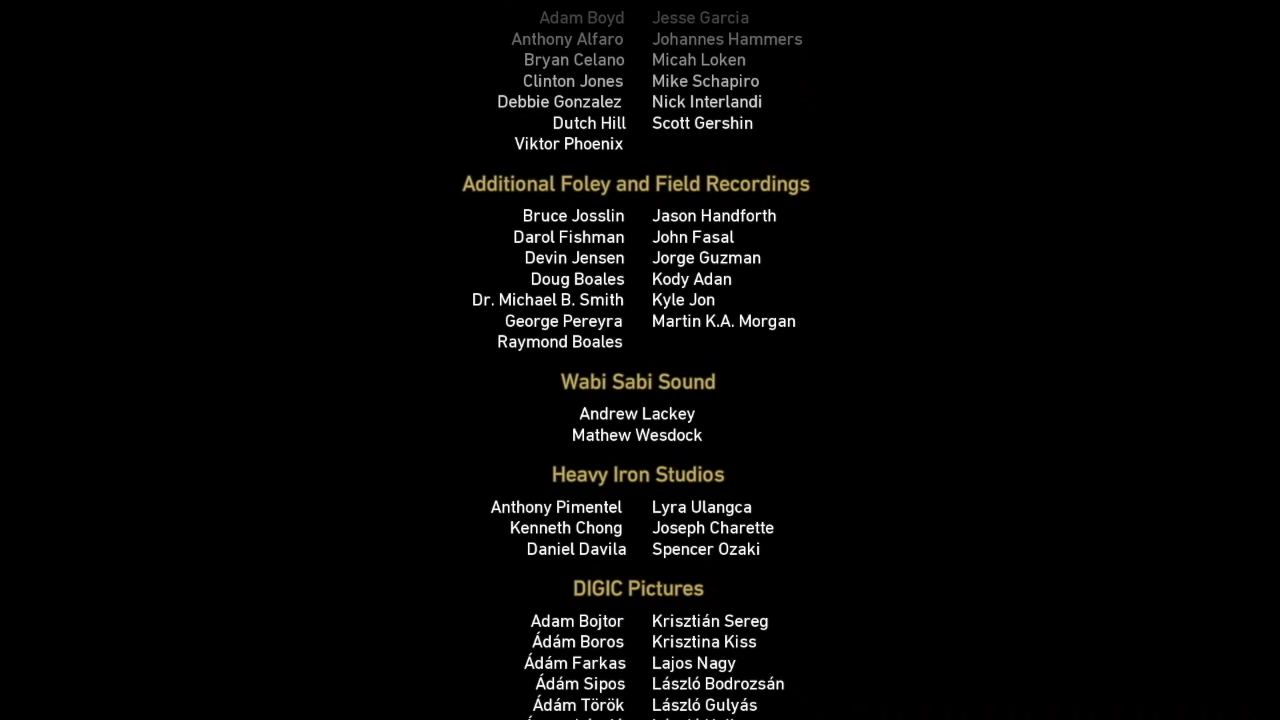 Adam Boyd Jesse Garcia
Anthony Alfaro Johannes Hammers
Bryan Celano Micah Loken
Clinton Jones Mike Schapiro
Debbie Gonzalez Nick Interlandi
Dutch Hill Scott Gershin
Viktor Phoenix
Additional Foley and Field Recordings
Bruce Josslin Jason Handforth
Darol Fishman John Fasal
Devin Jensen Jorge Guzman
Doug Boales Kody Adan
Dr. Michael B. Smith Kyle Jon
George Pereyra Martin K.A. Morgan
Raymond Boales
Wabi Sabi Sound
Andrew Lackey
Mathew Wesdock
Heavy Iron Studios
Anthony Pimentel Lyra Ulangca
Kenneth Chong Joseph Charette
Daniel Davila Spencer Ozaki
DIGIC Pictures
Adam Bojtor Krisztián Sereg
Ádám Boros Krisztina Kiss
Ádám Farkas Lajos Nagy
Ádám Sipos László Bodrozsán
Ádám Török László Gulyás